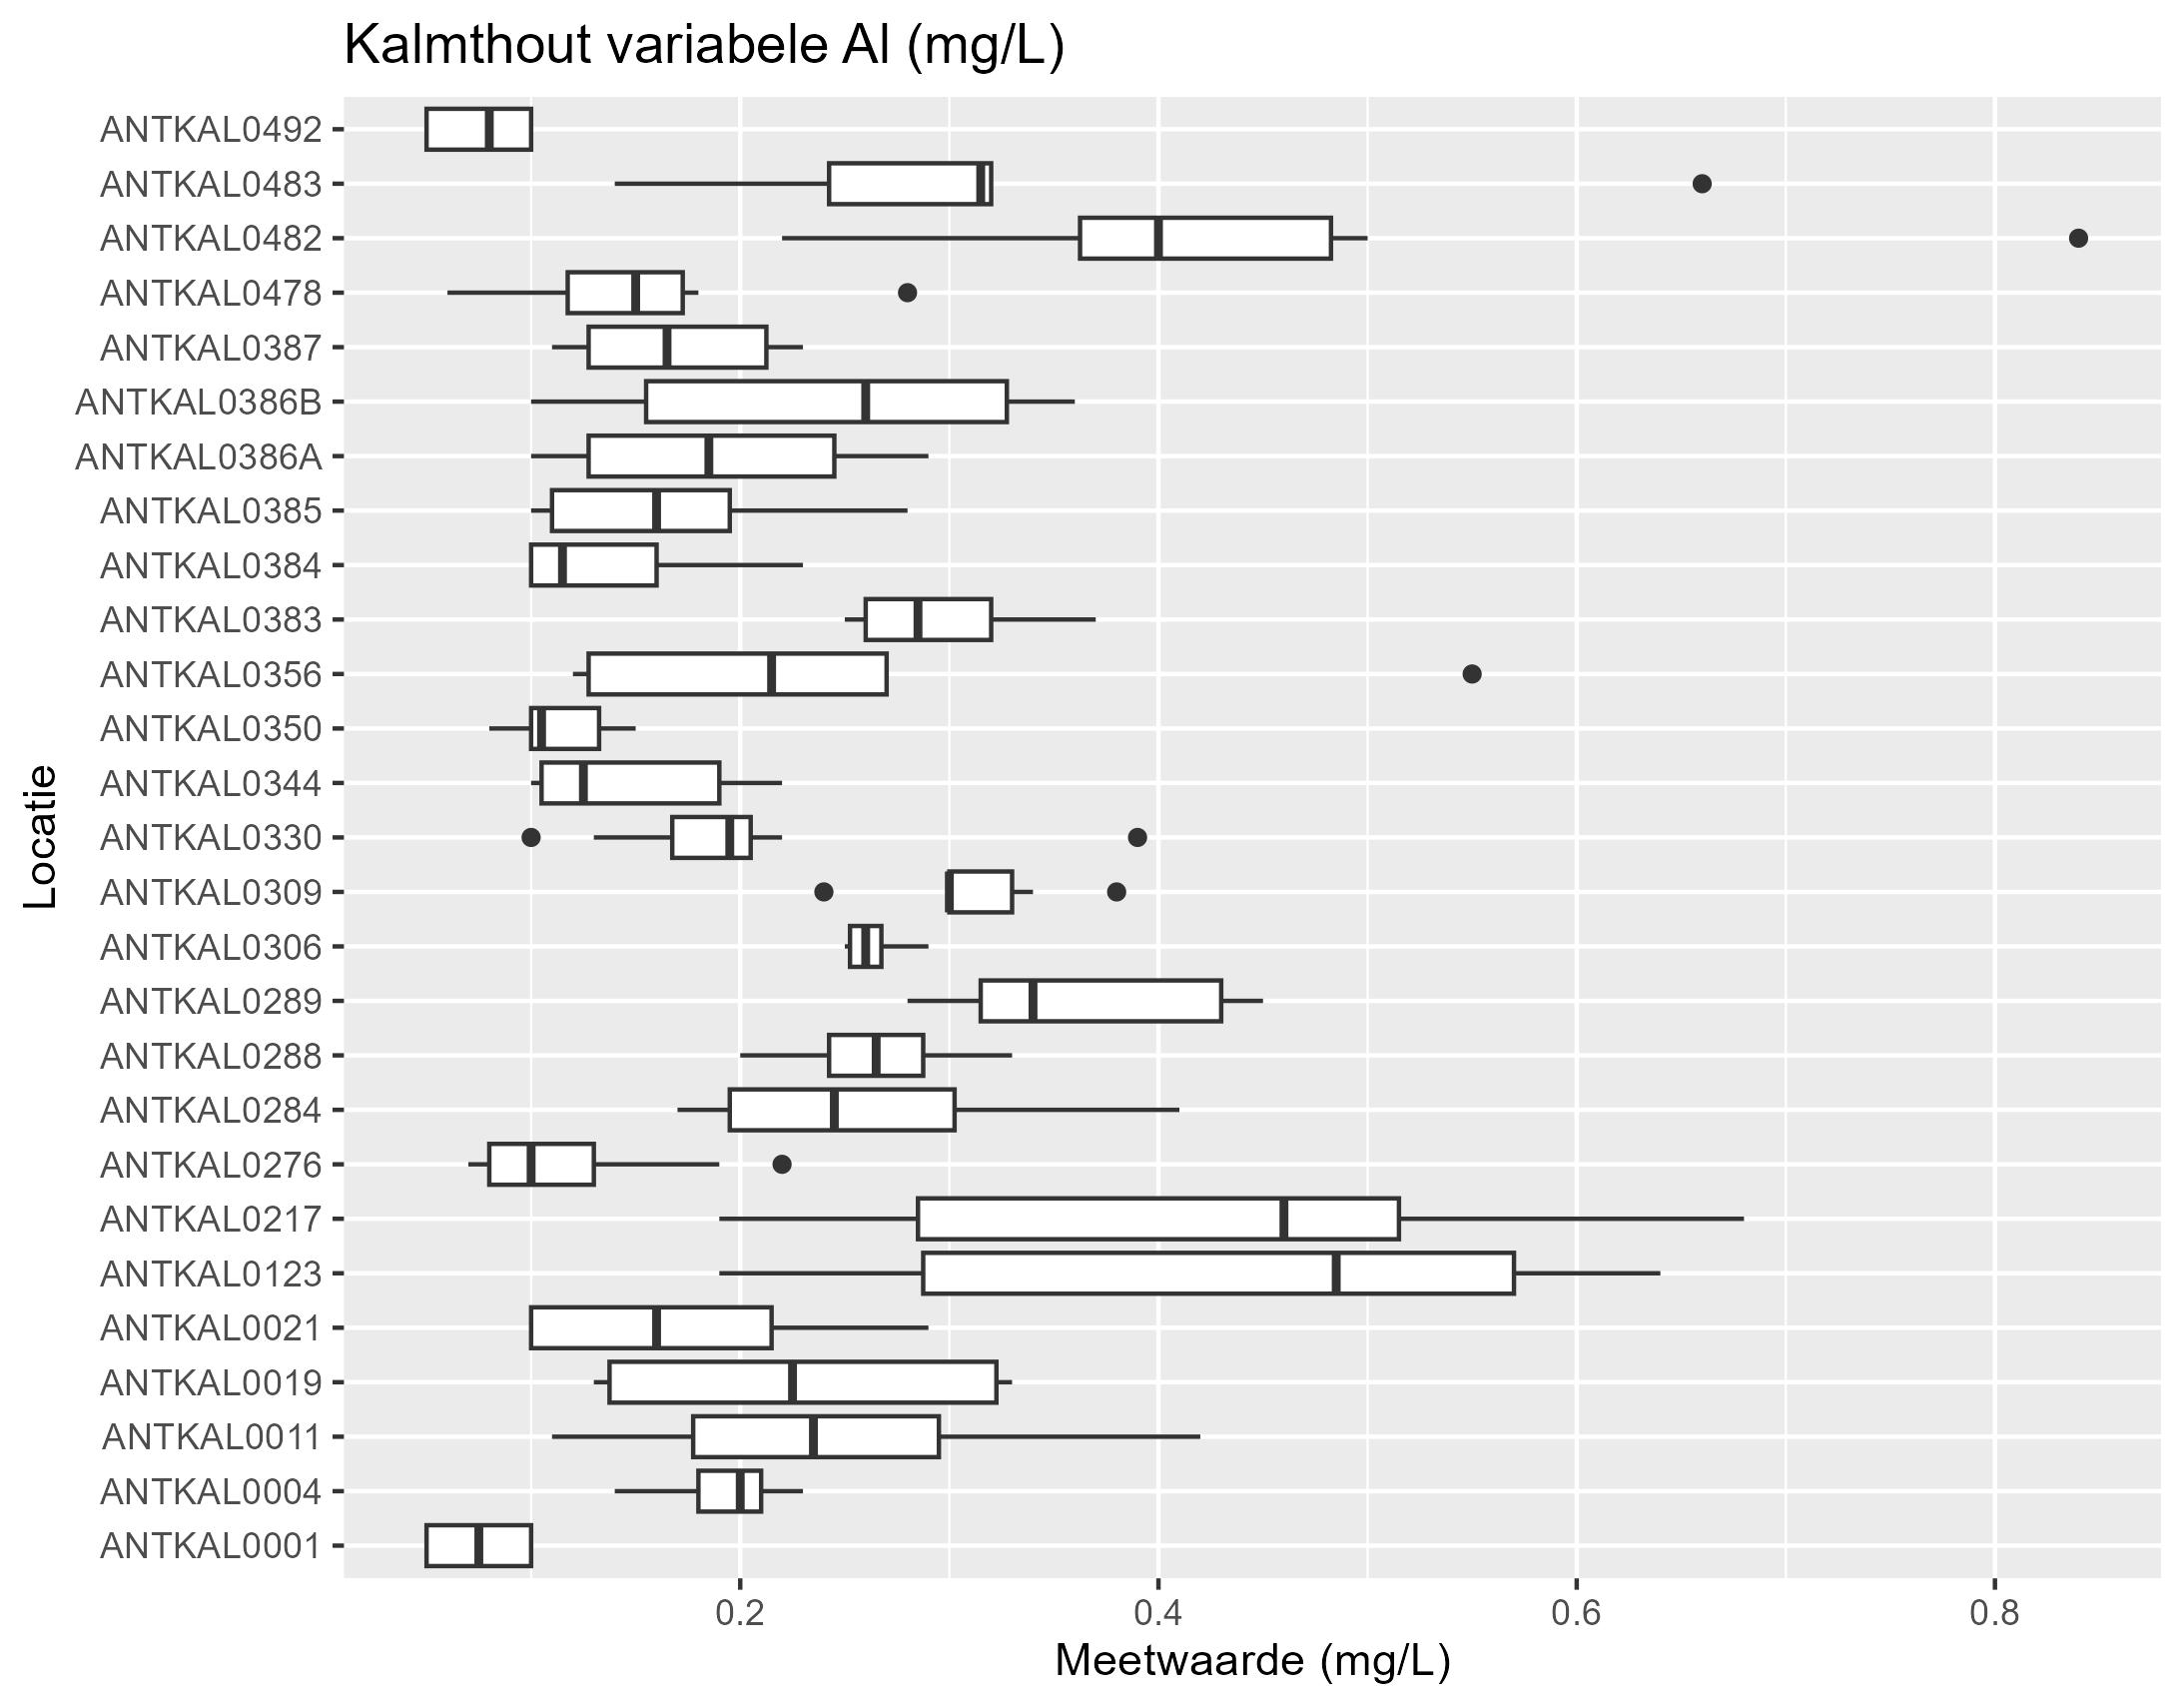 Kalmthout variabele Al (mg/L)
ANTKAL0492
ANTKAL0483
ANTKAL0482
ANTKAL0478
ANTKAL0387
ANTKAL0386B
ANTKAL0386A
ANTKAL0385
ANTKAL0384
ANTKAL0383
ANTKAL0356
ANTKAL0350
ANTKAL0344
ANTKAL0330
ANTKAL0309
ANTKAL0306
ANTKAL0289
ANTKAL0288
ANTKAL0284
ANTKAL0276
ANTKAL0217
ANTKAL0123
ANTKAL0021
ANTKAL0019
ANTKAL0011
ANTKAL0004
ANTKAL0001
Locatie
0.2 0.4 0.6 0.8
Meetwaarde (mg/L)